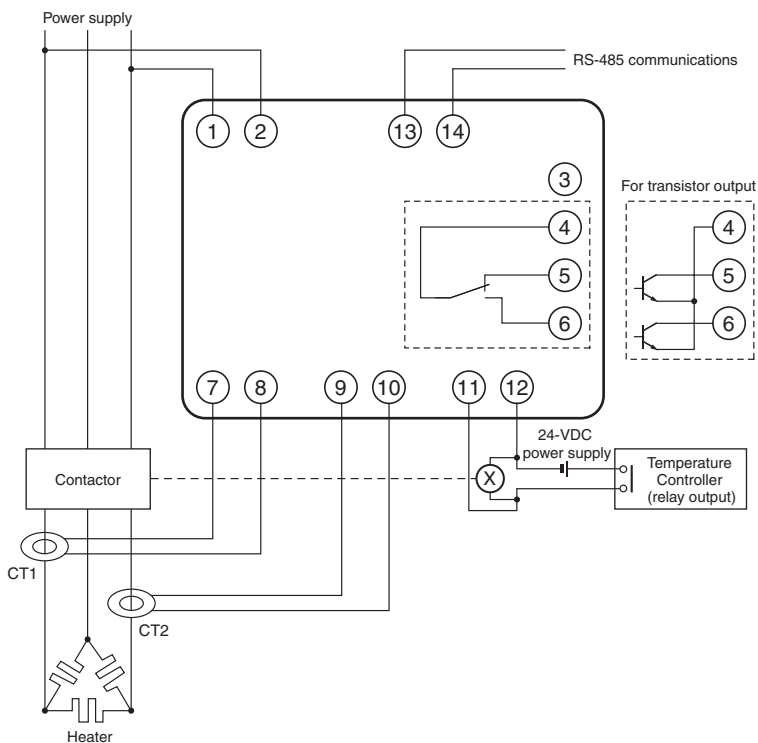 Power supply
RS-485 communications
1
2
13
14
3
For transistor output
4
4
5
5
6
6
7
8
9
10
11
12
24-VDC
power supply
Contactor
X
Temperature
Controller
(relay output)
CT1
CT2
Heater